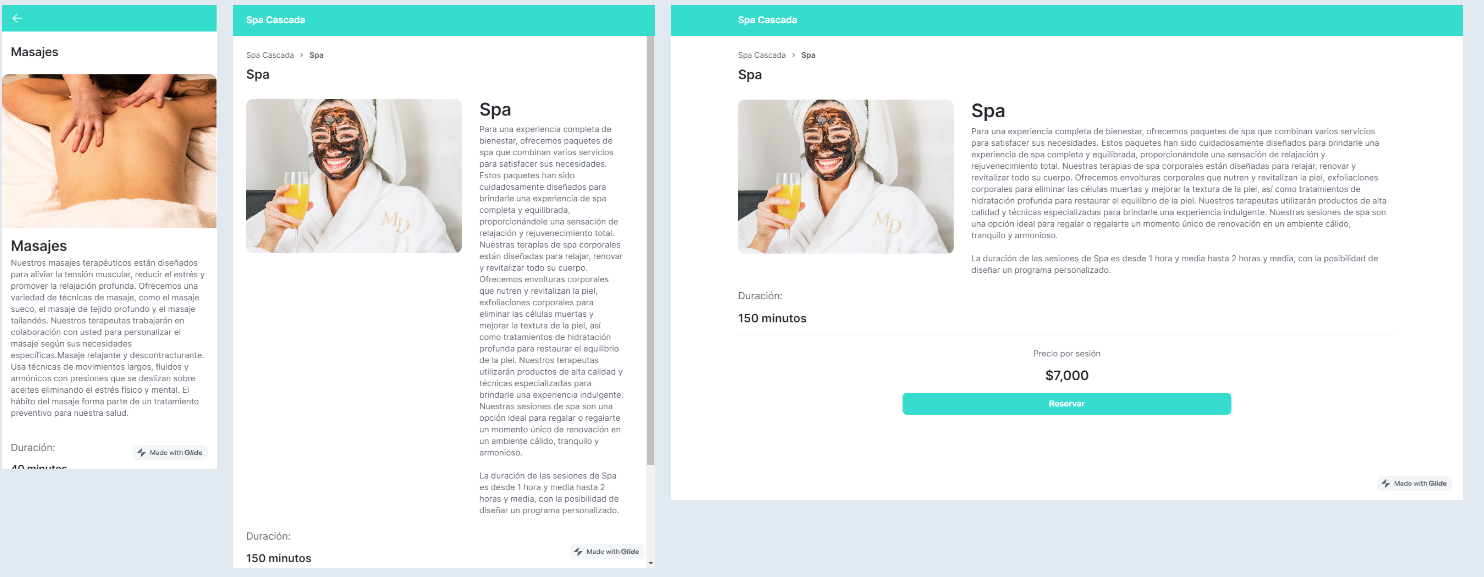 Masajes
Masajes
Nuestros masajes terapéuticos están diseñados
para aliviar la tensión muscular, reducir el estrés y
promover la relajación profunda. Ofrecemos una
variedad de técnicas de masaje, como el masaje
sueco, el masaje de tejido profundo y el masaje
tailandés. Nuestros terapeutas trabajarán en
colaboración con usted para personalizar el
masaje según sus necesidades
específicas.Masaje relajante y descontracturante.
Usa técnicas de movimientos largos, fluidos y
armónicos con presiones que se deslizan sobre
aceites eliminando el estrés físico y mental. El
hábito del masaje forma parte de un tratamiento
preventivo para nuestra salud.
Duración:
Made with Glide
40 minutos
Spa Cascada
Spa Cascada > Spa
Spa
MD
Spa
Para una experiencia completa de
bienestar, ofrecemos paquetes de
spa que combinan varios servicios
para satisfacer sus necesidades.
Estos paquetes han sido
cuidadosamente diseñados para
brindarle una experiencia de spa
completa y equilibrada,
proporcionándole una sensación de
relajación y rejuvenecimiento total.
Nuestras terapias de spa corporales
están diseñadas para relajar, renovar
y revitalizar todo su cuerpo.
Ofrecemos envolturas corporales
que nutren y revitalizan la piel,
exfoliaciones corporales para
eliminar las células muertas y
mejorar la textura de la piel, así
como tratamientos de hidratación
profunda para restaurar el equilibrio
de la piel. Nuestros terapeutas
utilizarán productos de alta calidad y
técnicas especializadas para
brindarle una experiencia indulgente.
Nuestras sesiones de spa son una
opción ideal para regalar o regalarte
un momento único de renovación en
un ambiente cálido, tranquilo y
armonioso.
La duración de las sesiones de Spa
es desde 1 hora y media hasta 2
horas y media, con la posibilidad de
diseñar un programa personalizado.
Duración:
Made with Glide
150 minutos
Spa Cascada
Spa Cascada > Spa
Spa
MD
Spa
Para una experiencia completa de bienestar, ofrecemos paquetes de spa que combinan varios servicios
para satisfacer sus necesidades. Estos paquetes han sido cuidadosamente diseñados para brindarle una
experiencia de spa completa y equilibrada, proporcionándole una sensación de relajación y
rejuvenecimiento total. Nuestras terapias de spa corporales están diseñadas para relajar, renovar y
revitalizar todo su cuerpo. Ofrecemos envolturas corporales que nutren y revitalizan la piel, exfoliaciones
corporales para eliminar las células muertas y mejorar la textura de la piel, así como tratamientos de
hidratación profunda para restaurar el equilibrio de la piel. Nuestros terapeutas utilizarán productos de alta
calidad y técnicas especializadas para brindarle una experiencia indulgente. Nuestras sesiones de spa son
una opción ideal para regalar o regalarte un momento único de renovación en un ambiente cálido,
tranquilo y armonioso.
La duración de las sesiones de Spa es desde 1 hora y media hasta 2 horas y media, con la posibilidad de
diseñar un programa personalizado.
Duración:
150 minutos
Precio por sesión
$7,000
Reservar
Made with Glide